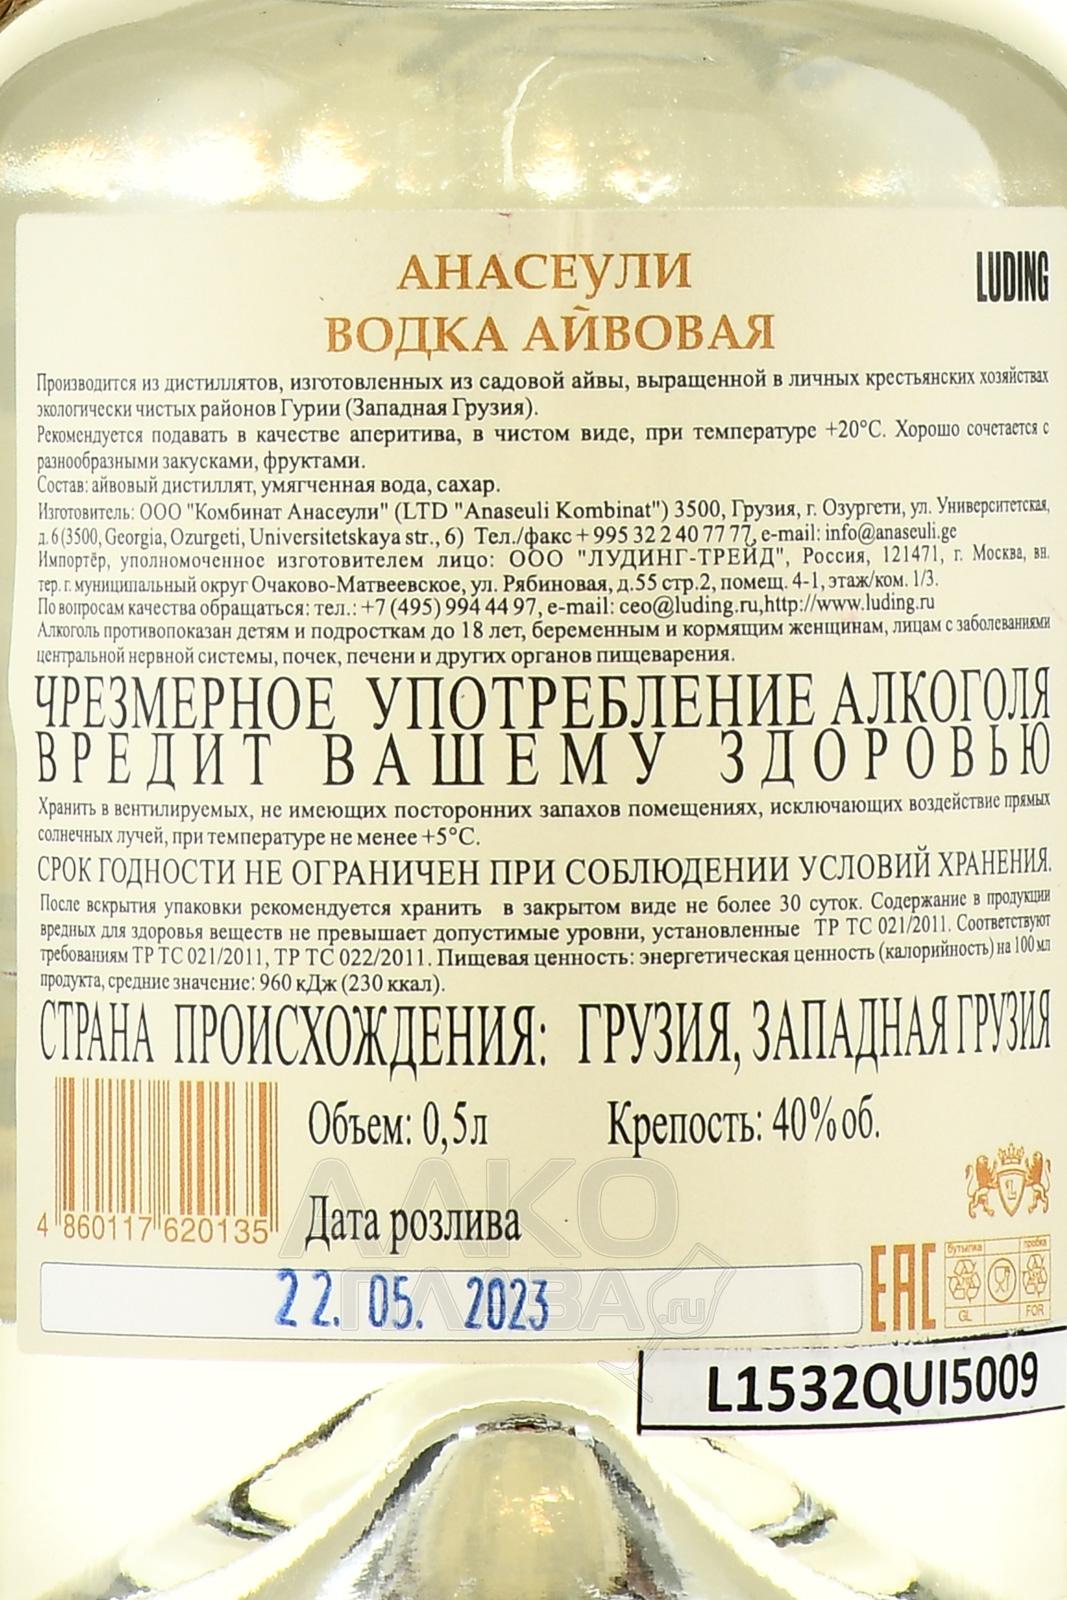 АНАСЕУЛИ
LUDING
ВОДКА АЙВОВАЯ
Производится из дистиллятов, изготовленных из садовой айвы, выращенной в личных крестьянских хозяйствах
экологически чистых районов Гурии (Западная Грузия).
Рекомендуется подавать в качестве аперитива, в чистом виде, при температуре +20°С. Хорошо сочетается с
разнообразными закусками, фруктами.
Состав: айвовый дистиллят, умягченная вода, сахар.
Изготовитель: ООО "Комбинат Анасеули" (LTD "Anaseuli Kombinat") 3500, Грузия, г. Озургети, ул. Университетская,
д. 6 (3500, Georgia, Ozurgeti, Universitetskaya str., 6) Тел./факс + 995 32 2 40 77 77, e-mail: info@anaseuli.ge
Импортёр, уполномоченное изготовителем лицо: ООО "ЛУДИНГ-ТРЕЙД", Россия, 121471, г. Москва, вн.
тер. г. муниципальный округ Очаково-Матвеевское, ул. Рябиновая, д.55 стр.2, помещ. 4-1, этаж/ком. 1/3.
По вопросам качества обращаться: тел.: +7 (495) 994 44 97, e-mail: ceo@luding.ru,http://www.luding.ru
Алкоголь противопоказан детям и подросткам до 18 лет, беременным и кормящим женщинам, лицам с заболеваниями
центральной нервной системы, почек, печени и других органов пищеварения.
ЧРЕЗМЕРНОЕ УПОТРЕБЛЕНИЕ АЛКОГОЛЯ
ВРЕДИТ ВАШЕМУ ЗДОРОВЬЮ
Хранить в вентилируемых, не имеющих посторонних запахов помещениях, исключающих воздействие прямых
солнечных лучей, при температуре не менее +5°С.
СРОК ГОДНОСТИ НЕ ОГРАНИЧЕН ПРИ СОБЛЮДЕНИИ УСЛОВИЙ ХРАНЕНИЯ.
После вскрытия упаковки рекомендуется хранить в закрытом виде не более 30 суток. Содержание в продукции
вредных для здоровья веществ не превышает допустимые уровни, установленные ТР ТС 021/2011. Соответствуют
требованиям ТР ТС 021/2011, ТР ТС 022/2011. Пищевая ценность: энергетическая ценность (калорийность) на 100 мл
продукта, средние значение: 960 кДж (230 ккал).
СТРАНА ПРОИСХОЖДЕНИЯ: ГРУЗИЯ, ЗАПАДНАЯ ГРУЗИЯ
Объем: 0,5л Крепость: 40%об.
4 860117 620135
Дата розлива
АЛКО
ПЛАЗА.ru
22. 05. 2023
EAC
бутылка пробка
GL FOR
L1532QUI5009